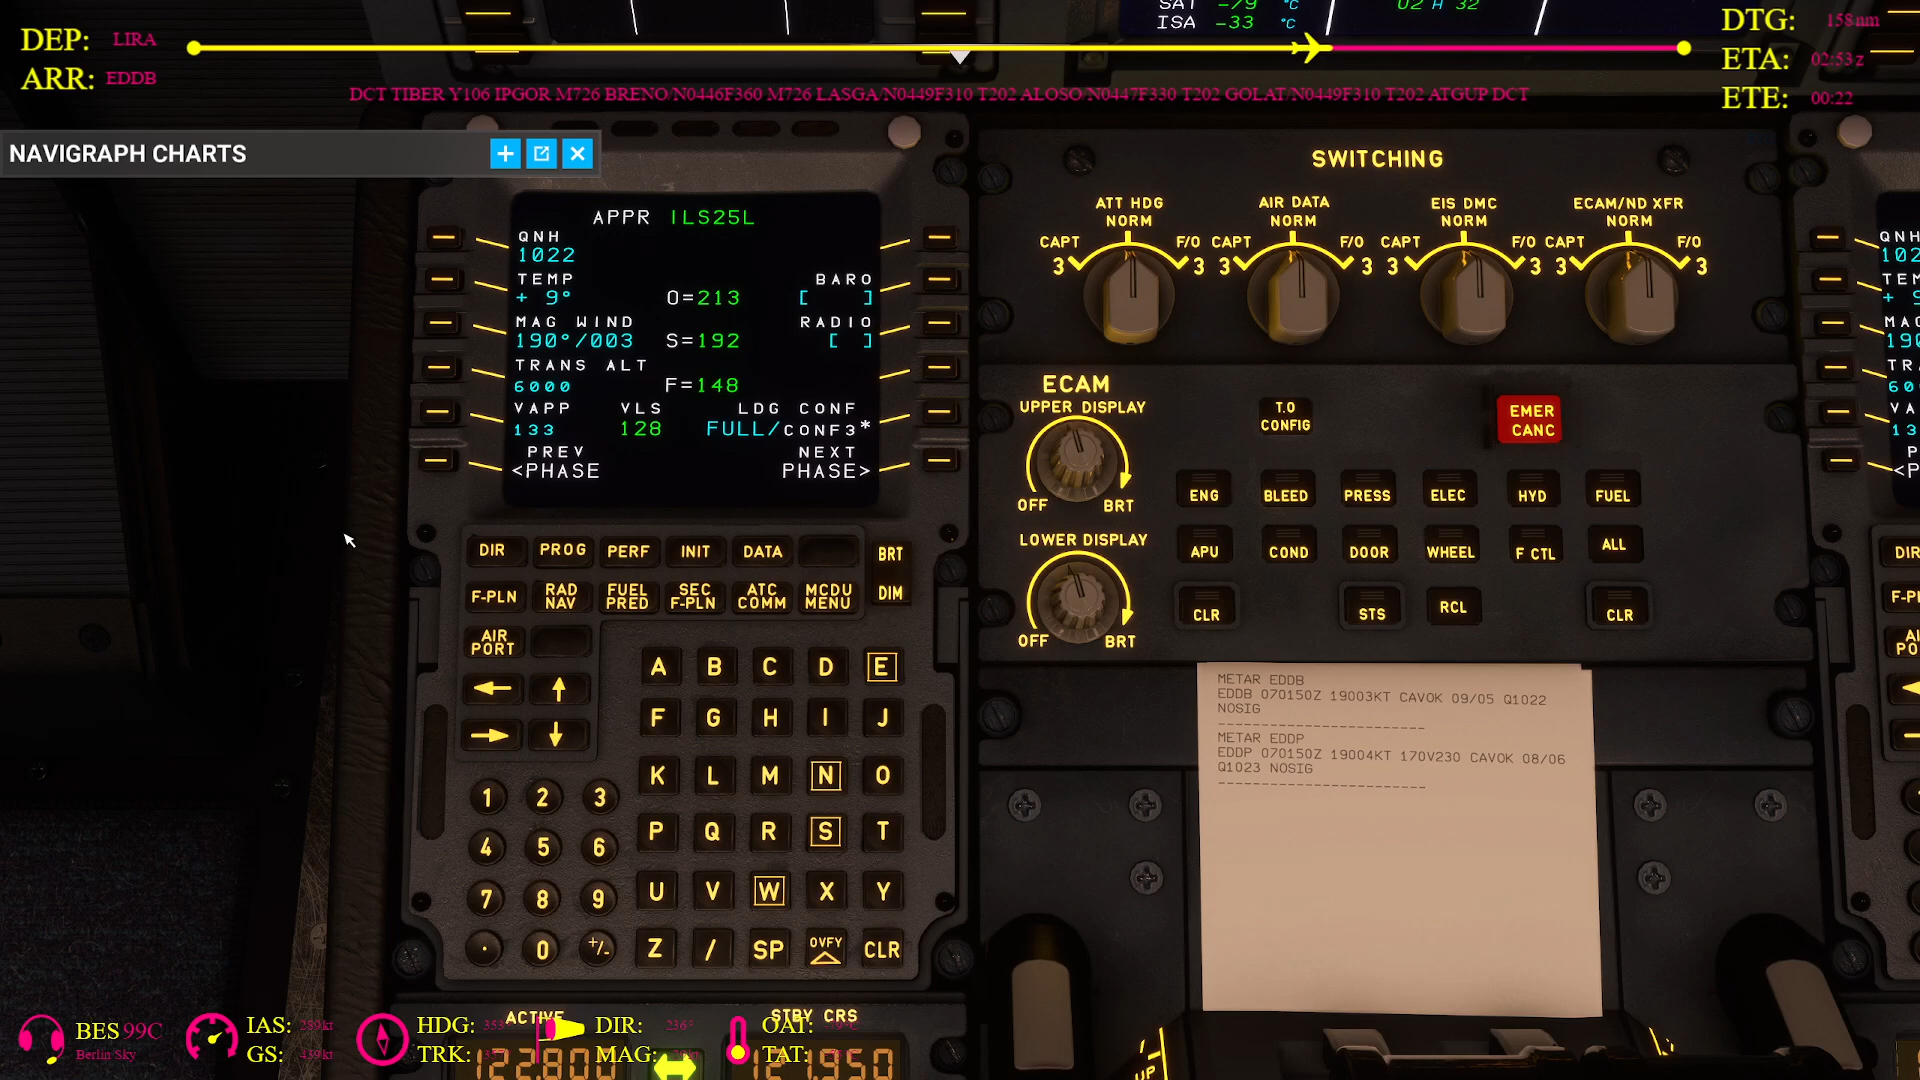 SAT -79 °C
ISA -33 °C
02 H 32
DEP: LIRA
ARR: EDDB
DTG: 158nm
ETA: 02:53z
ETE: 00:22
DCT TIBER Y106 IPGOR M726 BRENO/N0446F360 M726 LASGA/N0449F310 T202 ALOSO/N0447F330 T202 GOLAT/N0449F310 T202 ATGUP DCT
NAVIGRAPH CHARTS
APPR ILS25L
QNH
1022
TEMP BARO
+ 9° O=213 [ ]
MAG WIND RADIO
190°/003 S=192 [ ]
TRANS ALT
6000 F=148
VAPP VLS LDG CONF
133 128 FULL/CONF3*
PREV NEXT
<PHASE PHASE>
DIR PROG PERF INIT DATA BRT
F-PLN RAD NAV FUEL PRED SEC F-PLN ATC COMM MCDU MENU DIM
AIR PORT
A B C D E
F G H I J
K L M N O
P Q R S T
U V W X Y
Z / SP OVFY CLR
1 2 3
4 5 6
7 8 9
. 0 +/-
SWITCHING
ATT HDG AIR DATA EIS DMC ECAM/ND XFR
NORM NORM NORM NORM
CAPT F/O CAPT F/O CAPT F/O CAPT F/O
3 3 3 3 3 3 3 3
ECAM
UPPER DISPLAY
OFF BRT
LOWER DISPLAY
OFF BRT
T.O CONFIG
EMER CANC
ENG BLEED PRESS ELEC HYD FUEL
APU COND DOOR WHEEL F CTL ALL
CLR STS RCL CLR
METAR EDDB
EDDB 070150Z 19003KT CAVOK 09/05 Q1022
NOSIG
------------------------
METAR EDDP
EDDP 070150Z 19004KT 170V230 CAVOK 08/06
Q1023 NOSIG
------------------------
QNH
TRANS
DIR
F-PL
BES 99C
Berlin Sky
IAS: 289kt
GS: 439kt
HDG:
TRK:
ACTIVE
DIR: 236°
MAG:
STBY CRS
OAT:
TAT:
122.800
UP